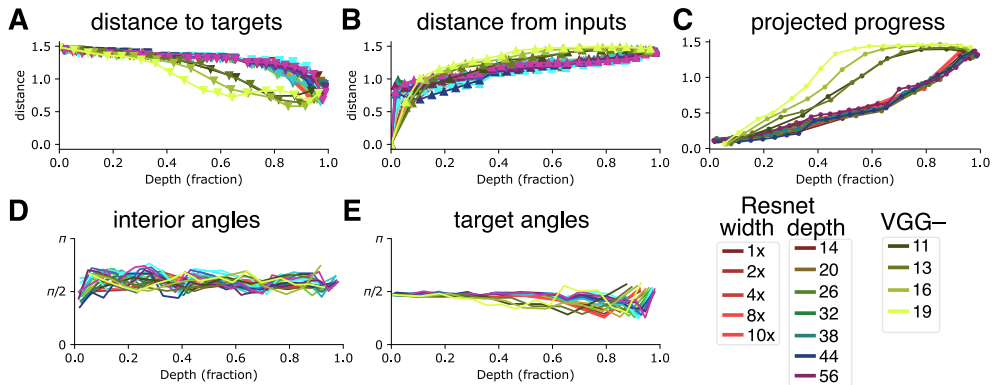 A distance to targets
1.5
1.0
0.5
0.0
distance
0.0 0.2 0.4 0.6 0.8 1.0
Depth (fraction)
B distance from inputs
1.5
1.0
0.5
0.0
distance
0.0 0.2 0.4 0.6 0.8 1.0
Depth (fraction)
C projected progress
1.5
1.0
0.5
0.0
0.0 0.2 0.4 0.6 0.8 1.0
Depth (fraction)
D interior angles
π
π/2
0
0.0 0.2 0.4 0.6 0.8 1.0
Depth (fraction)
E target angles
π
π/2
0
0.0 0.2 0.4 0.6 0.8 1.0
Depth (fraction)
Resnet
width
1x
2x
4x
8x
10x
depth
14
20
26
32
38
44
56
VGG–
11
13
16
19